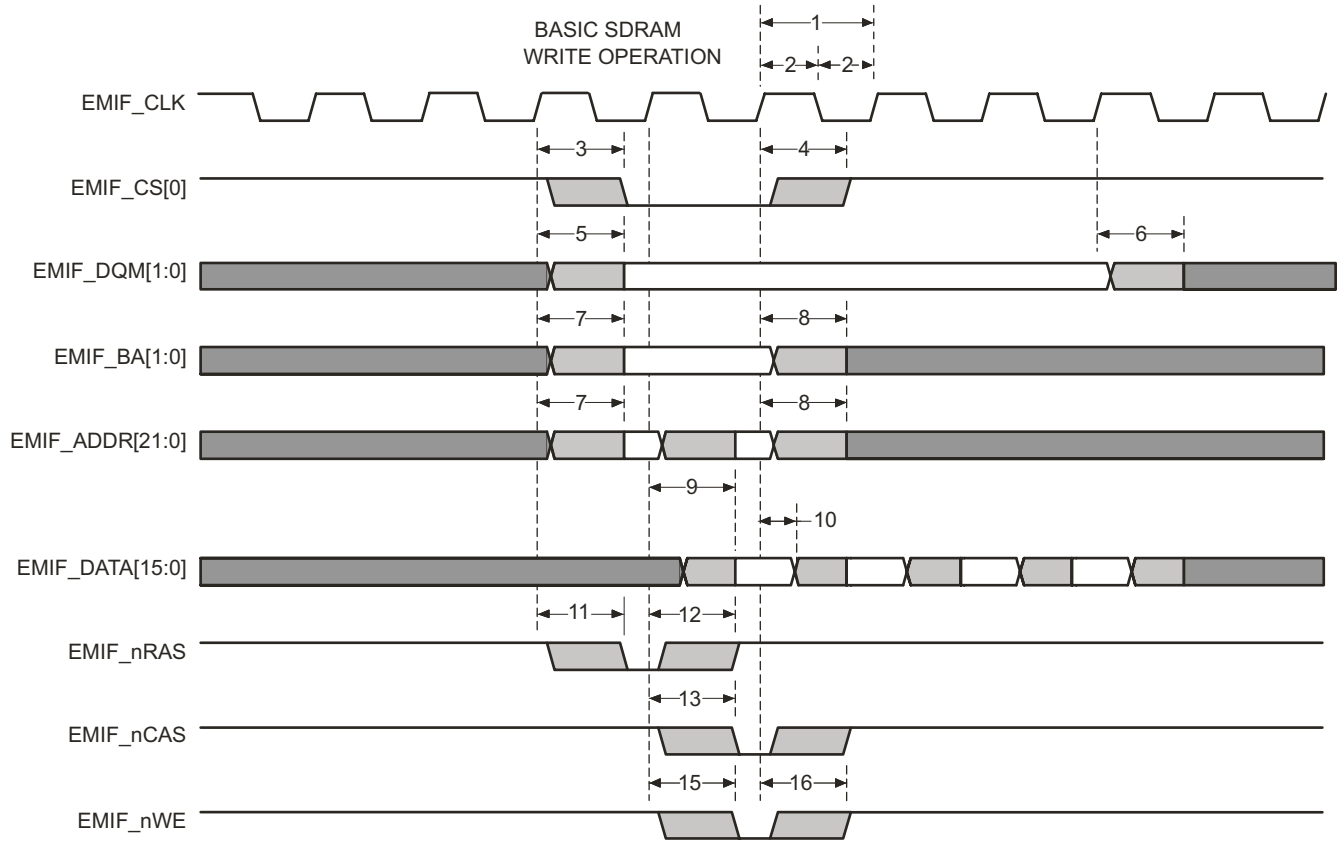 BASIC SDRAM
WRITE OPERATION
1
2 2
EMIF_CLK
3 4
EMIF_CS[0]
5 6
EMIF_DQM[1:0]
7 8
EMIF_BA[1:0]
7 8
EMIF_ADDR[21:0]
9
10
EMIF_DATA[15:0]
11 12
EMIF_nRAS
13
EMIF_nCAS
15 16
EMIF_nWE